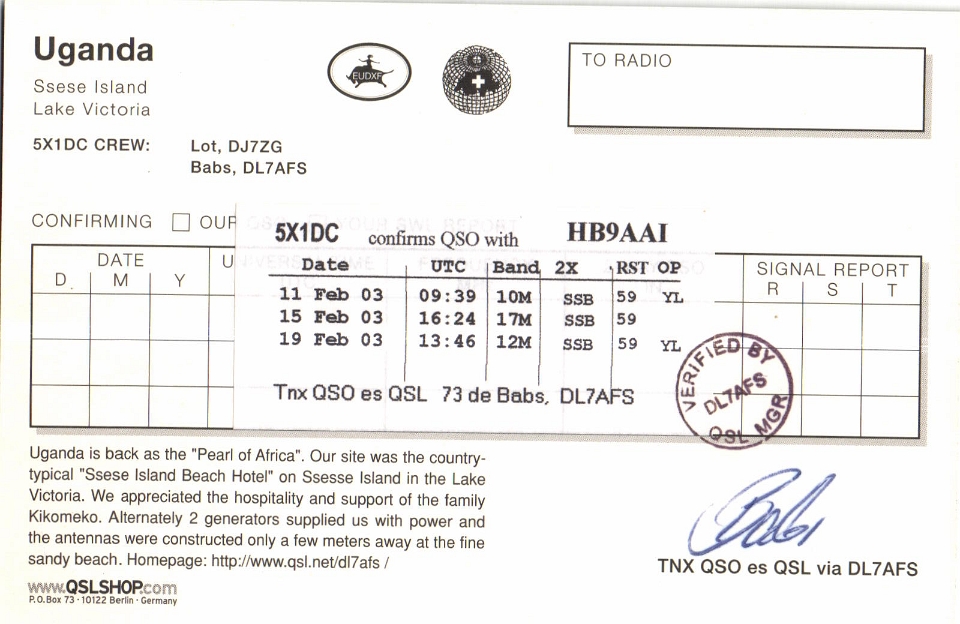 Uganda
Ssese Island
Lake Victoria
EUDXF
TO RADIO
5X1DC CREW: Lot, DJ7ZG
Babs, DL7AFS
CONFIRMING OUR
5X1DC confirms QSO with HB9AAI
DATE
D. M Y
U
Date UTC Band 2X RST OP
11 Feb 03 09:39 10M SSB 59 YL
15 Feb 03 16:24 17M SSB 59
19 Feb 03 13:46 12M SSB 59 YL
Tnx QSO es QSL 73 de Babs, DL7AFS
SIGNAL REPORT
R S T
VERIFIED BY
DL7AFS
QSL MGR
Uganda is back as the "Pearl of Africa". Our site was the country-
typical "Ssese Island Beach Hotel" on Ssesse Island in the Lake
Victoria. We appreciated the hospitality and support of the family
Kikomeko. Alternately 2 generators supplied us with power and
the antennas were constructed only a few meters away at the fine
sandy beach. Homepage: http://www.qsl.net/dl7afs /
Babs
TNX QSO es QSL via DL7AFS
www.QSLSHOP.com
P.O.Box 73 · 10122 Berlin · Germany